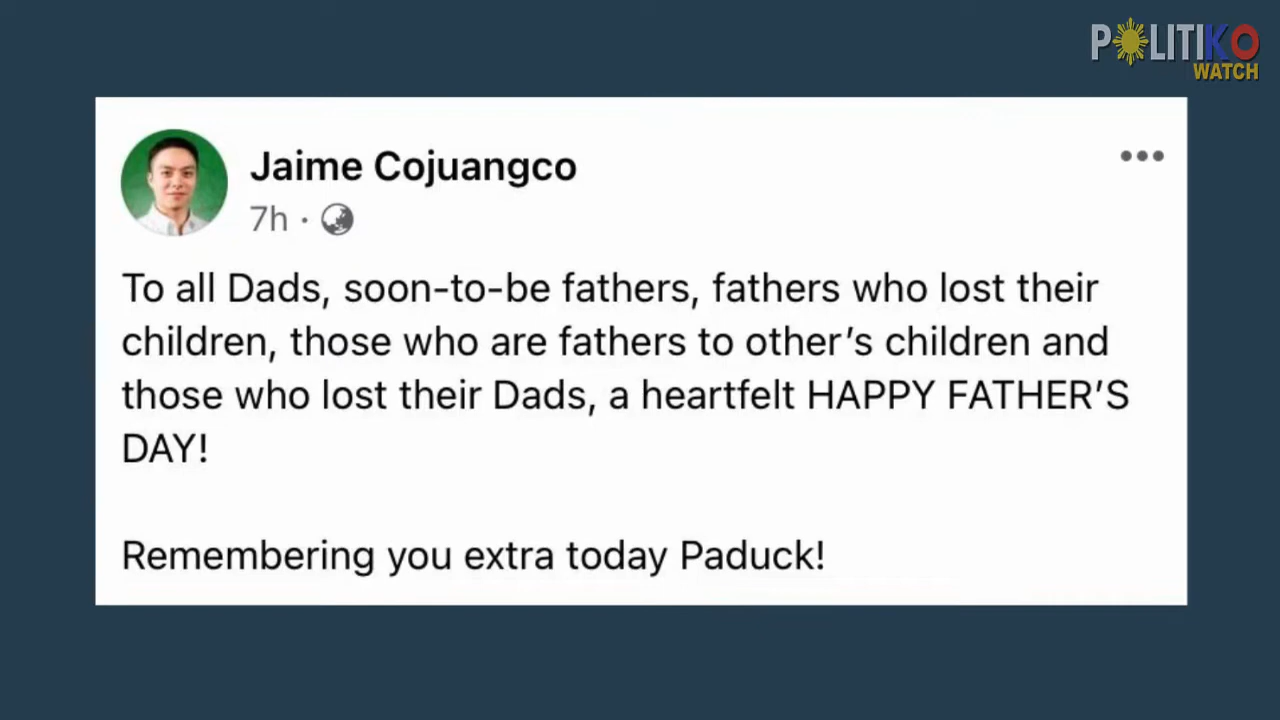 POLITIKO
WATCH
Jaime Cojuangco
7h ·
To all Dads, soon-to-be fathers, fathers who lost their
children, those who are fathers to other’s children and
those who lost their Dads, a heartfelt HAPPY FATHER’S
DAY!
Remembering you extra today Paduck!